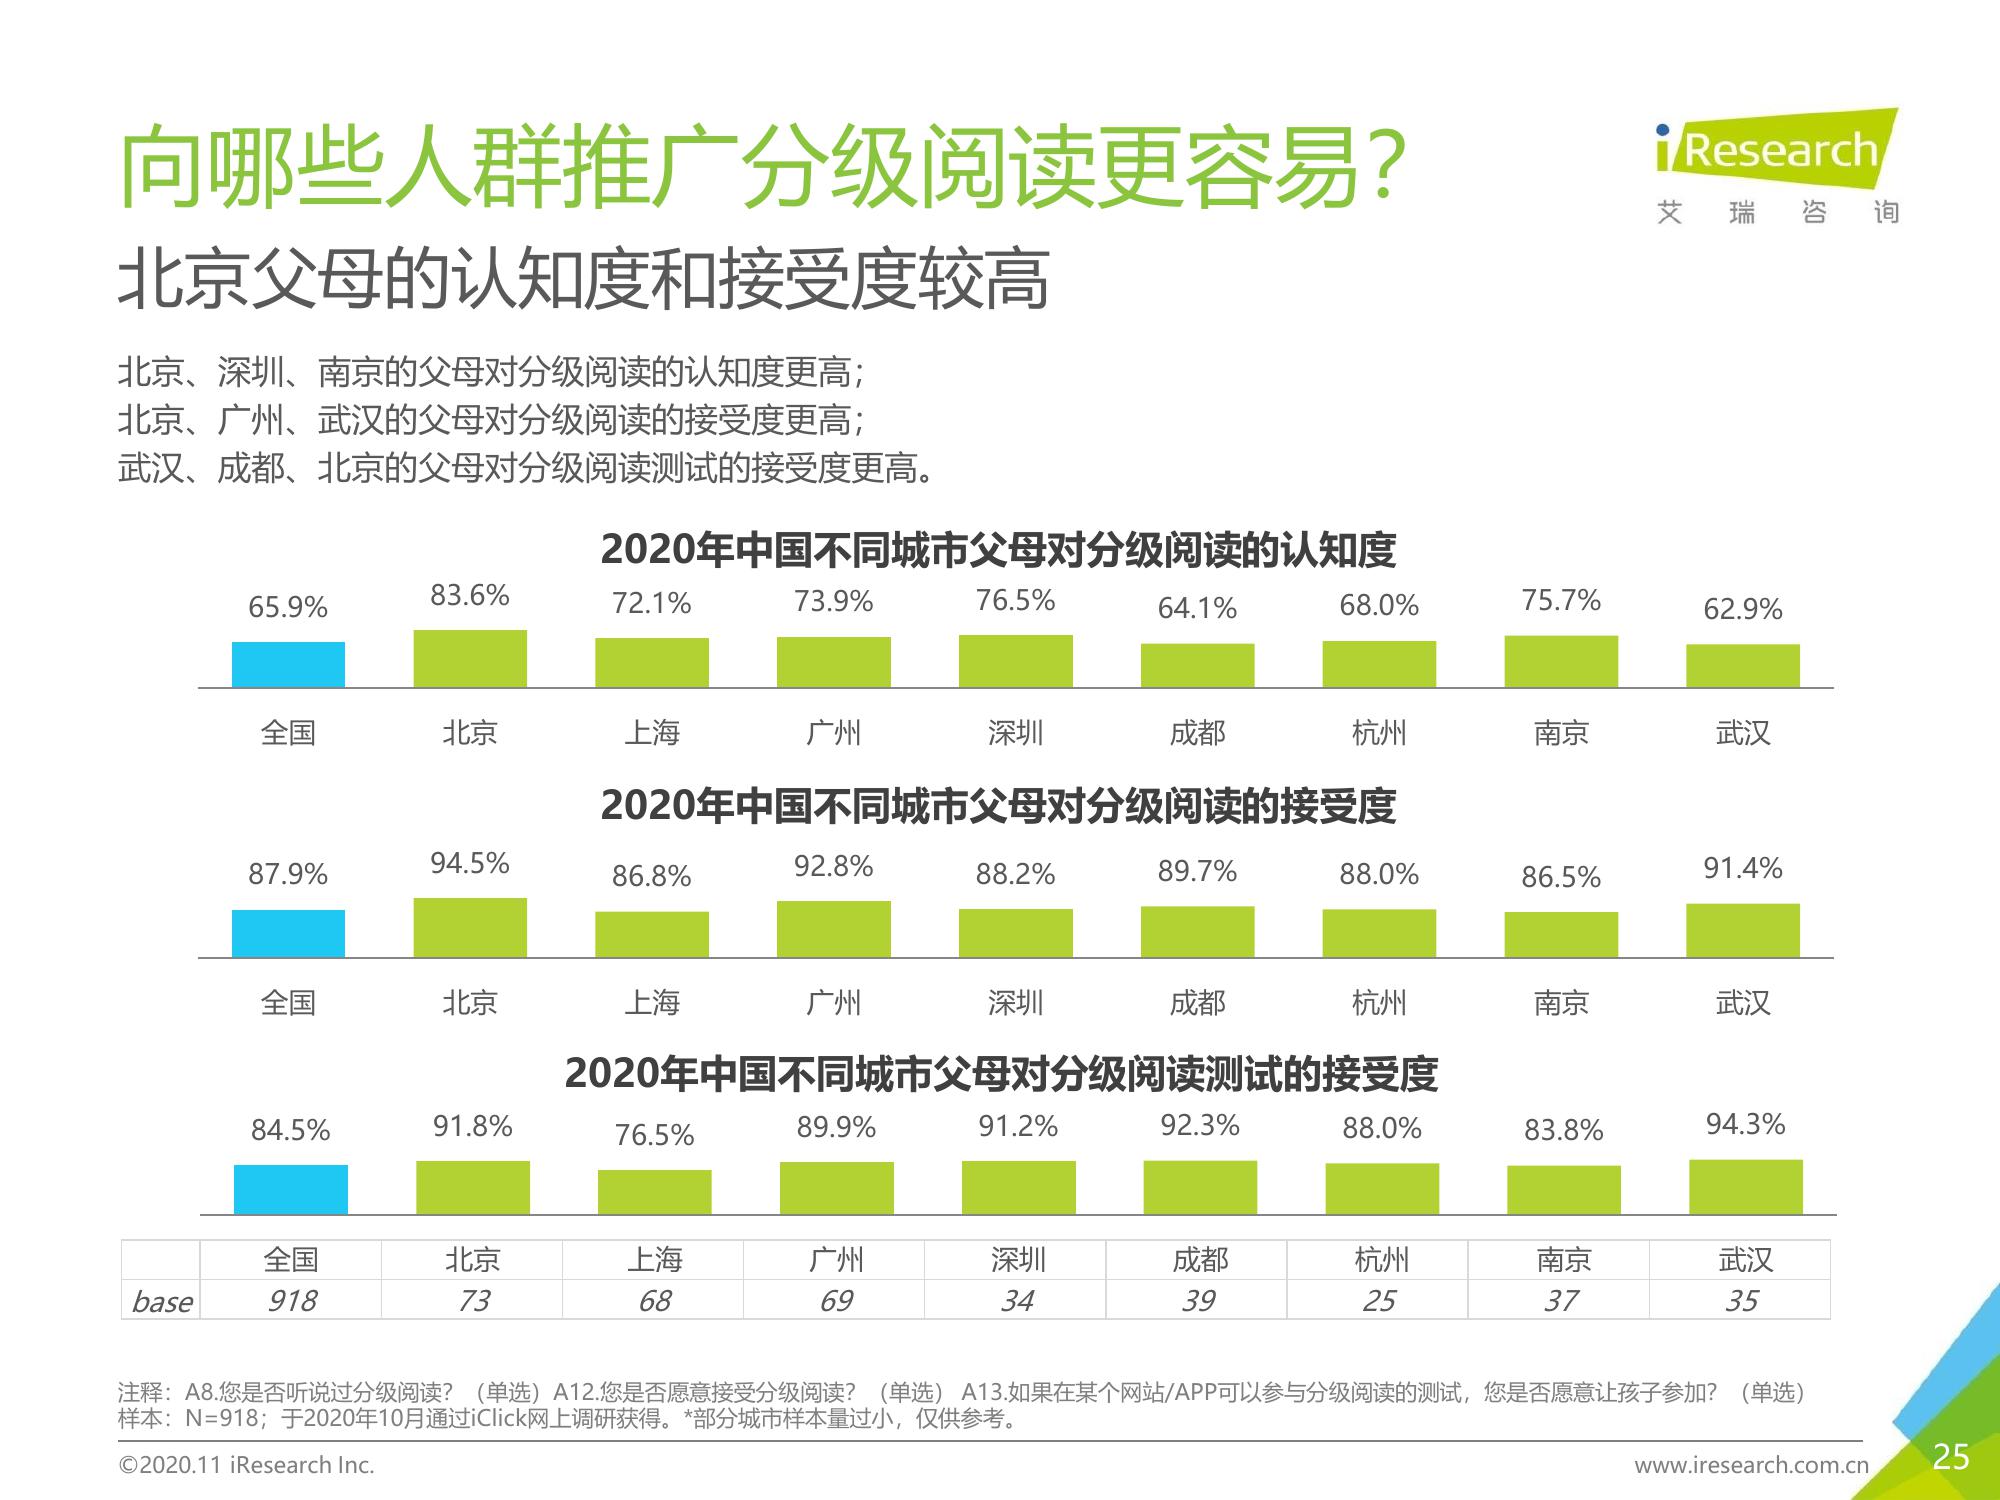 向哪些人群推广分级阅读更容易？
iResearch
艾瑞咨询
北京父母的认知度和接受度较高
北京、深圳、南京的父母对分级阅读的认知度更高；
北京、广州、武汉的父母对分级阅读的接受度更高；
武汉、成都、北京的父母对分级阅读测试的接受度更高。
2020年中国不同城市父母对分级阅读的认知度
65.9% 83.6% 72.1% 73.9% 76.5% 64.1% 68.0% 75.7% 62.9%
全国 北京 上海 广州 深圳 成都 杭州 南京 武汉
2020年中国不同城市父母对分级阅读的接受度
87.9% 94.5% 86.8% 92.8% 88.2% 89.7% 88.0% 86.5% 91.4%
全国 北京 上海 广州 深圳 成都 杭州 南京 武汉
2020年中国不同城市父母对分级阅读测试的接受度
84.5% 91.8% 76.5% 89.9% 91.2% 92.3% 88.0% 83.8% 94.3%
全国 北京 上海 广州 深圳 成都 杭州 南京 武汉
base 918 73 68 69 34 39 25 37 35
注释：A8.您是否听说过分级阅读？（单选）A12.您是否愿意接受分级阅读？（单选） A13.如果在某个网站/APP可以参与分级阅读的测试，您是否愿意让孩子参加？（单选）
样本：N=918；于2020年10月通过iClick网上调研获得。*部分城市样本量过小，仅供参考。
©2020.11 iResearch Inc.
www.iresearch.com.cn
25